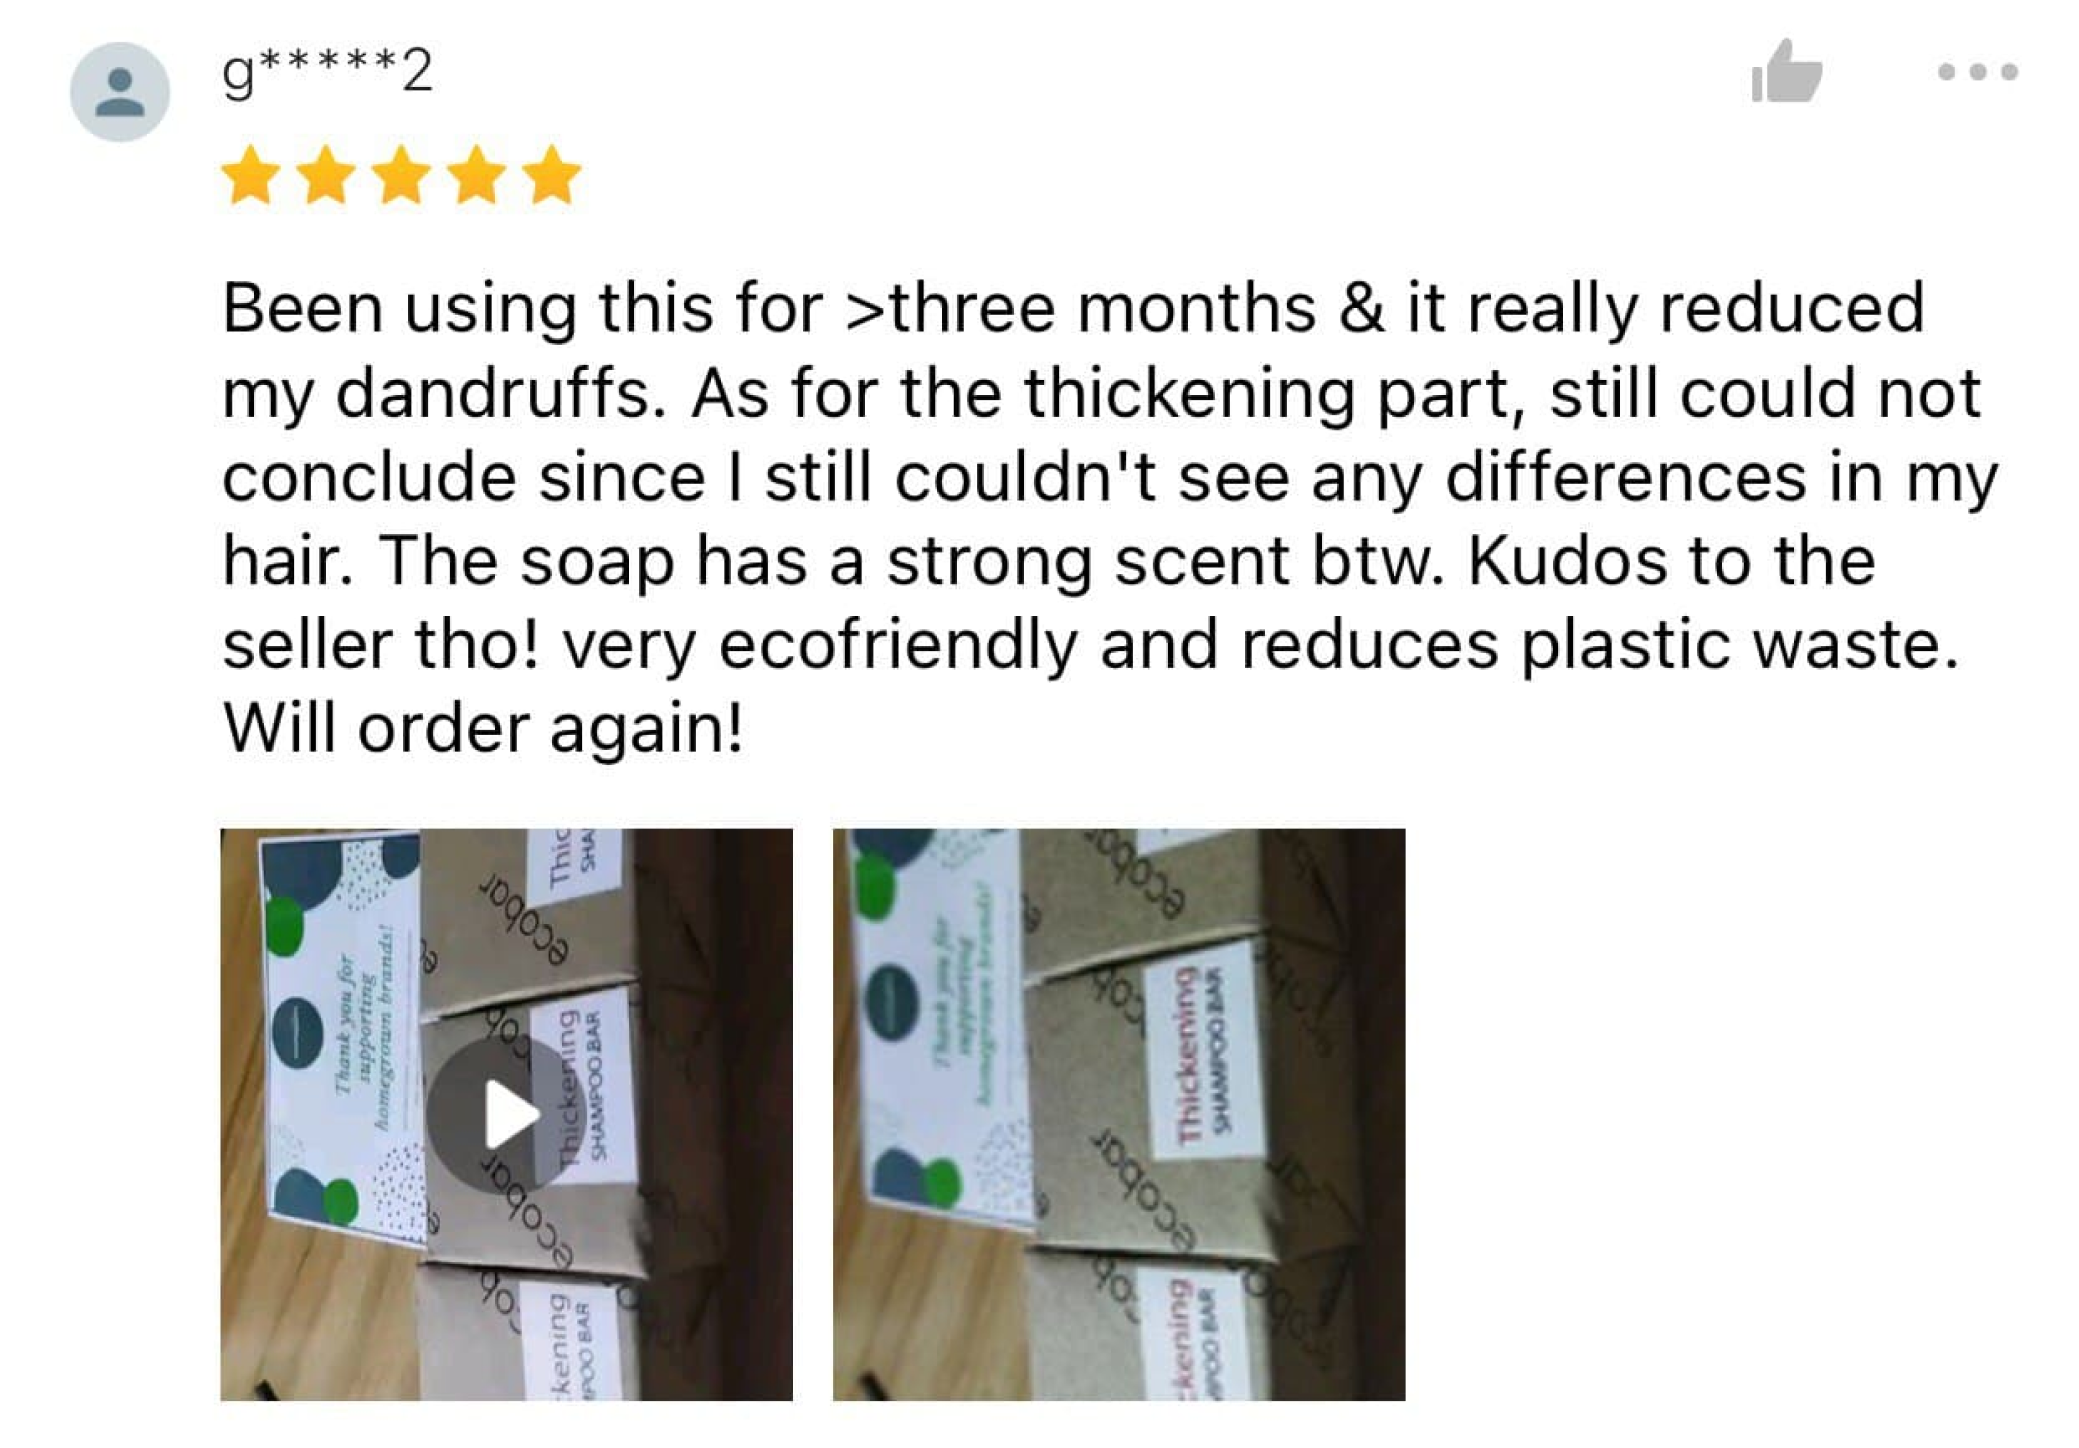 g*****2
Been using this for >three months & it really reduced
my dandruffs. As for the thickening part, still could not
conclude since I still couldn't see any differences in my
hair. The soap has a strong scent btw. Kudos to the
seller tho! very ecofriendly and reduces plastic waste.
Will order again!
Thank you for
supporting
homegrown brands!
ecobar
Thic
SHA
ecob
Thickening
SHAMPOO BAR
ecobar
kening
MPOO BAR
Thank you for
supporting
homegrown brands!
ecobar
Thickening
SHAMPOO BAR
ecobar
ckening
MPOO BAR